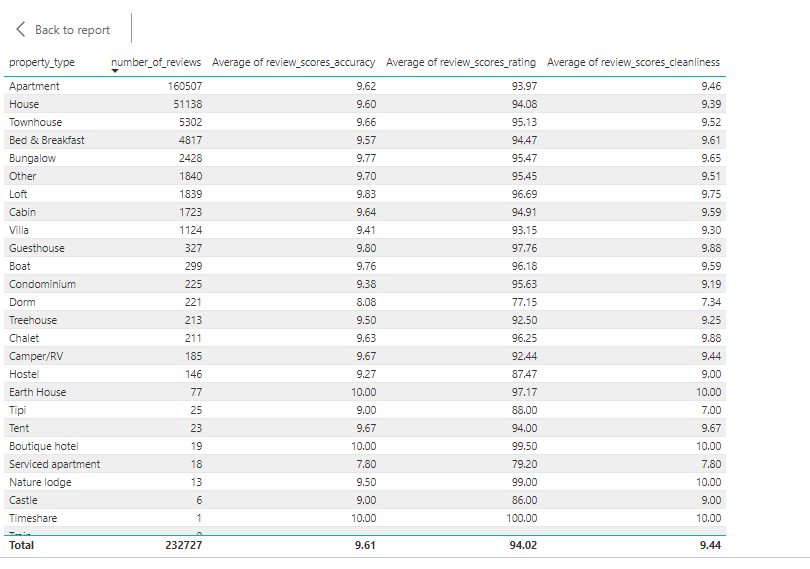 Back to report
property_type number_of_reviews Average of review_scores_accuracy Average of review_scores_rating Average of review_scores_cleanliness
Apartment 160507 9.62 93.97 9.46
House 51138 9.60 94.08 9.39
Townhouse 5302 9.66 95.13 9.52
Bed & Breakfast 4817 9.57 94.47 9.61
Bungalow 2428 9.77 95.47 9.65
Other 1840 9.70 95.45 9.51
Loft 1839 9.83 96.69 9.75
Cabin 1723 9.64 94.91 9.59
Villa 1124 9.41 93.15 9.30
Guesthouse 327 9.80 97.76 9.88
Boat 299 9.76 96.18 9.59
Condominium 225 9.38 95.63 9.19
Dorm 221 8.08 77.15 7.34
Treehouse 213 9.50 92.50 9.25
Chalet 211 9.63 96.25 9.88
Camper/RV 185 9.67 92.44 9.44
Hostel 146 9.27 87.47 9.00
Earth House 77 10.00 97.17 10.00
Tipi 25 9.00 88.00 7.00
Tent 23 9.67 94.00 9.67
Boutique hotel 19 10.00 99.50 10.00
Serviced apartment 18 7.80 79.20 7.80
Nature lodge 13 9.50 99.00 10.00
Castle 6 9.00 86.00 9.00
Timeshare 1 10.00 100.00 10.00
Total 232727 9.61 94.02 9.44